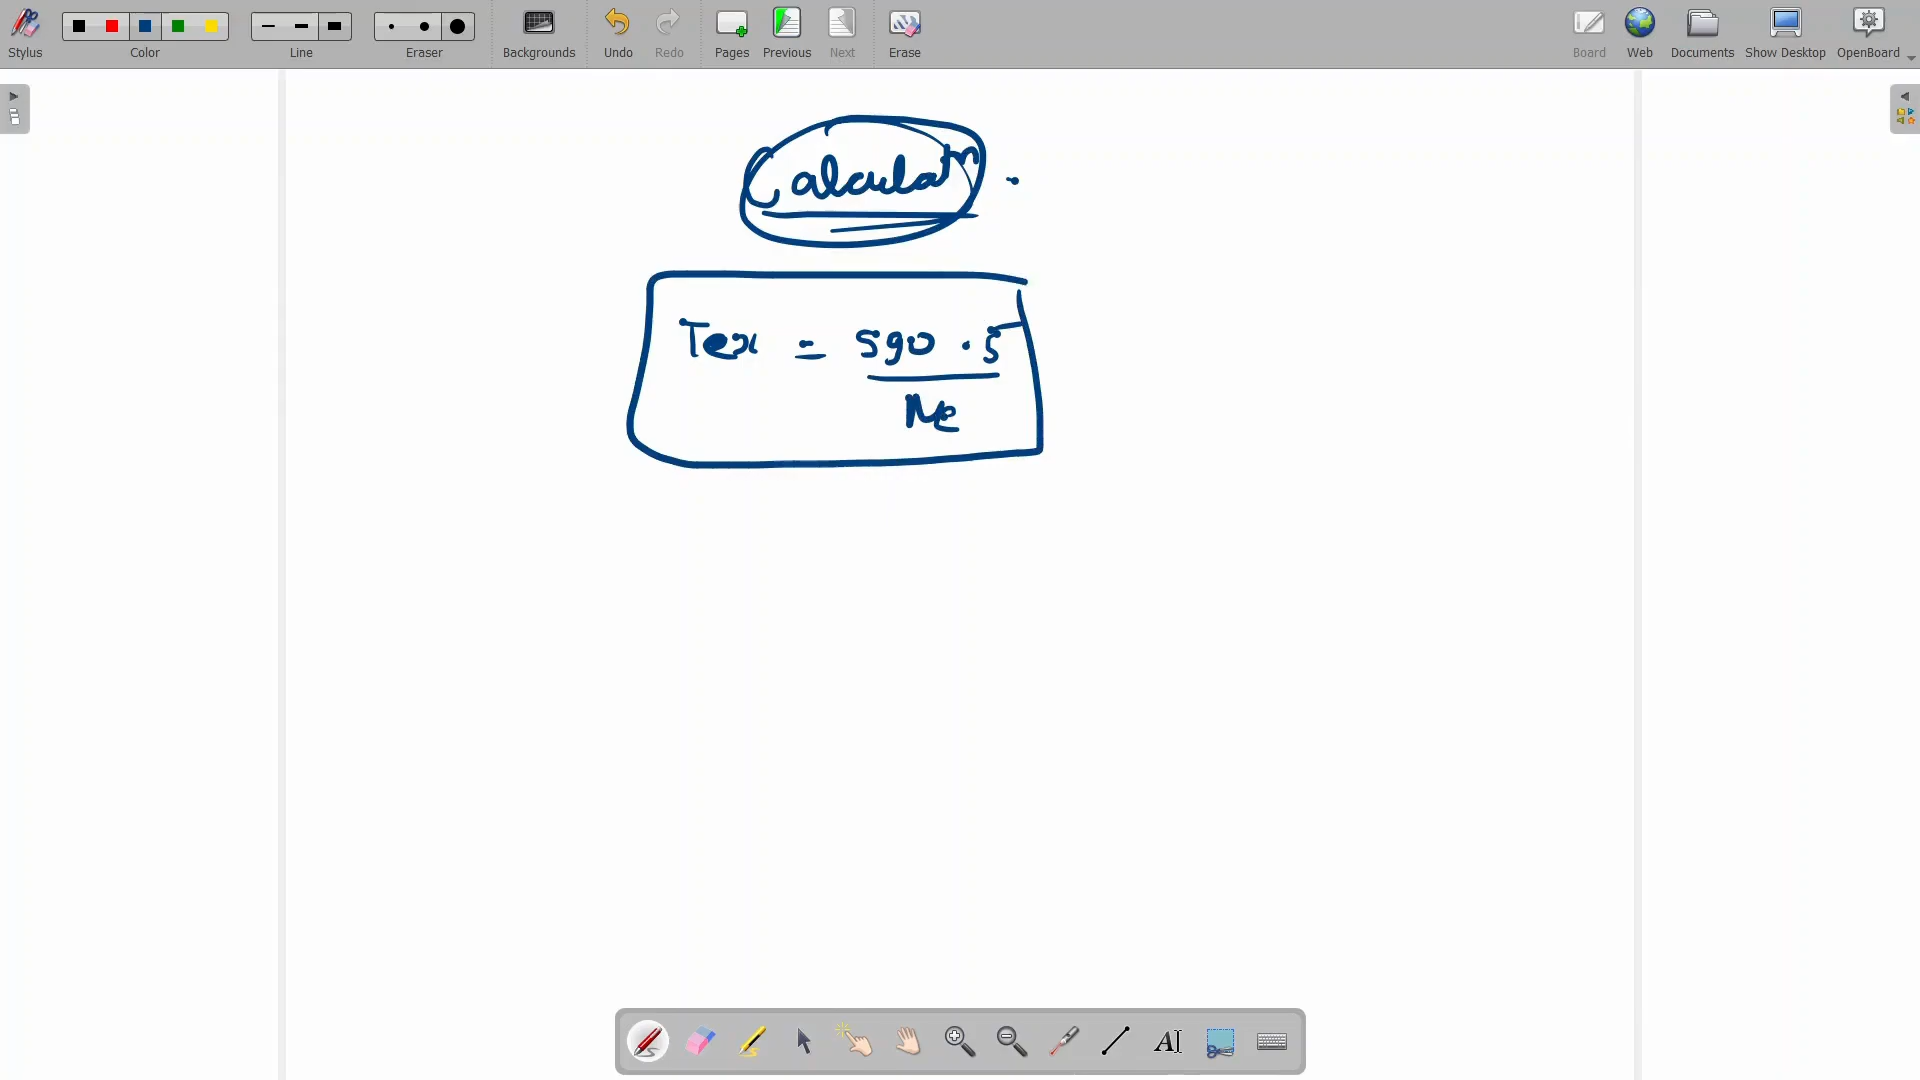 Stylus Color Line Eraser Backgrounds Undo Redo Pages Previous Next Erase Board Web Documents Show Desktop OpenBoard
Calculatn .
Tex = 590.5
Ne